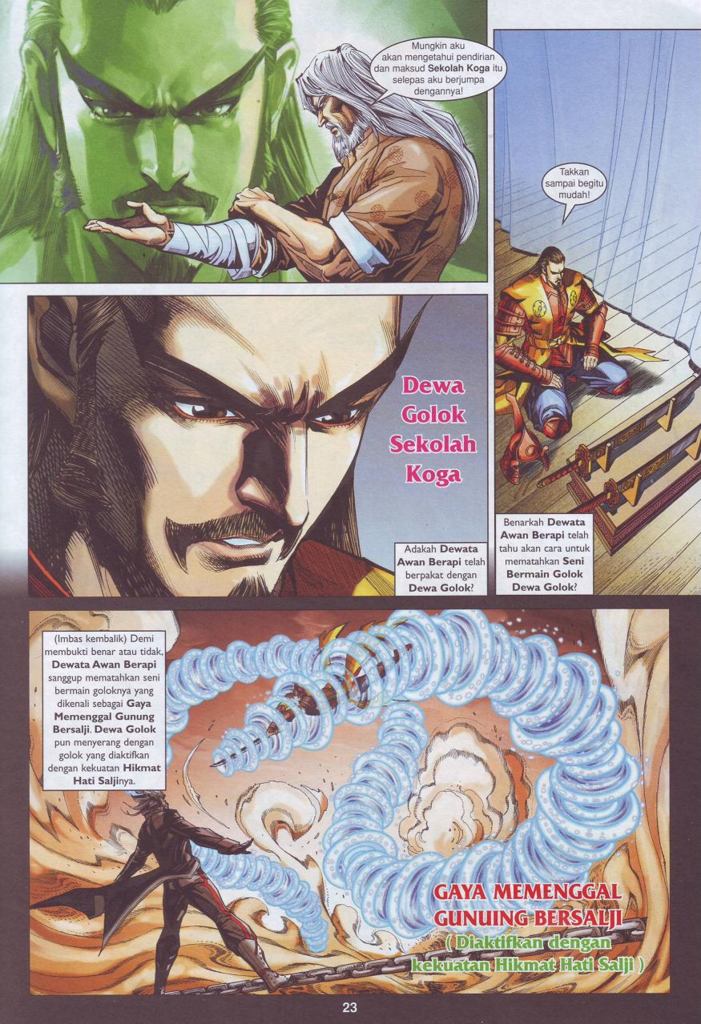 Mungkin aku
akan mengetahui pendirian
dan maksud Sekolah Koga itu
selepas aku berjumpa
dengannya!
Takkan
sampai begitu
mudah!
Dewa
Golok
Sekolah
Koga
Adakah Dewata
Awan Berapi telah
berpakat dengan
Dewa Golok?
Benarkah Dewata
Awan Berapi telah
tahu akan cara untuk
mematahkan Seni
Bermain Golok
Dewa Golok?
(Imbas kembalik) Demi
membukti benar atau tidak,
Dewata Awan Berapi
sanggup mematahkan seni
bermain goloknya yang
dikenali sebagai Gaya
Memenggal Gunung
Bersalji. Dewa Golok
pun menyerang dengan
golok yang diaktifkan
dengan kekuatan Hikmat
Hati Saljinya.
GAYA MEMENGGAL
GUNUING BERSALJI
( Diaktifkan dengan
kekuatan Hikmat Hati Salji )
23